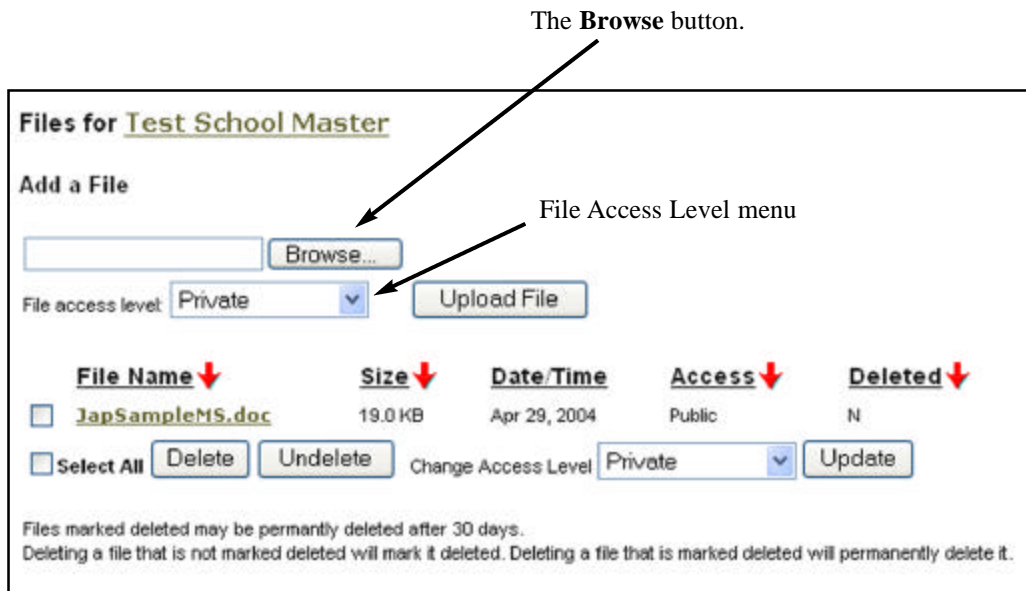 The Browse button.
Files for Test School Master
Add a File
File Access Level menu
Browse...
File access level: Private Upload File
File Name Size Date/Time Access Deleted
JapSampleMS.doc 19.0 KB Apr 29, 2004 Public N
Select All Delete Undelete Change Access Level Private Update
Files marked deleted may be permantly deleted after 30 days.
Deleting a file that is not marked deleted will mark it deleted. Deleting a file that is marked deleted will permanently delete it.